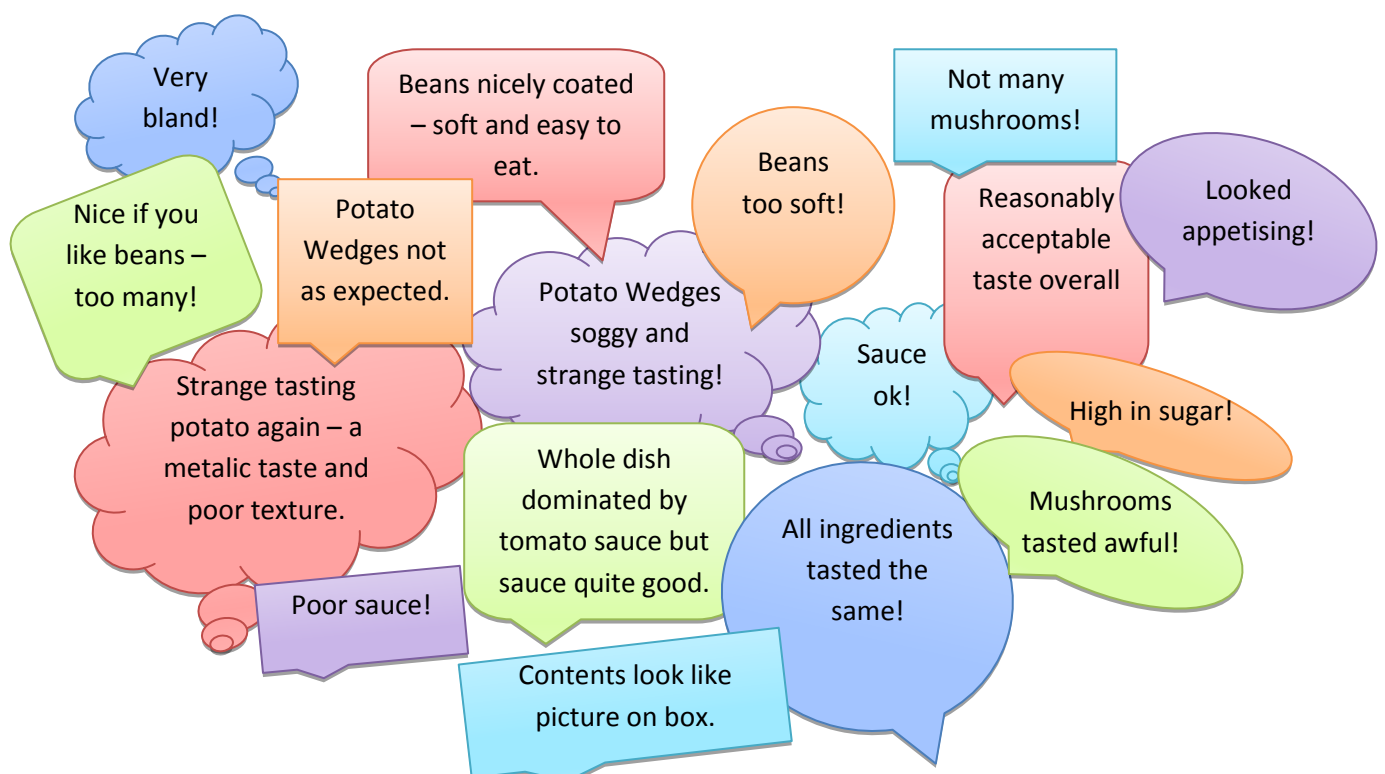 Very
bland!
Beans nicely coated
– soft and easy to
eat.
Not many
mushrooms!
Beans
too soft!
Looked
appetising!
Nice if you
like beans –
too many!
Potato
Wedges not
as expected.
Reasonably
acceptable
taste overall
Potato Wedges
soggy and
strange tasting!
Sauce
ok!
Strange tasting
potato again – a
metalic taste and
poor texture.
High in sugar!
Whole dish
dominated by
tomato sauce but
sauce quite good.
Mushrooms
tasted awful!
All ingredients
tasted the
same!
Poor sauce!
Contents look like
picture on box.